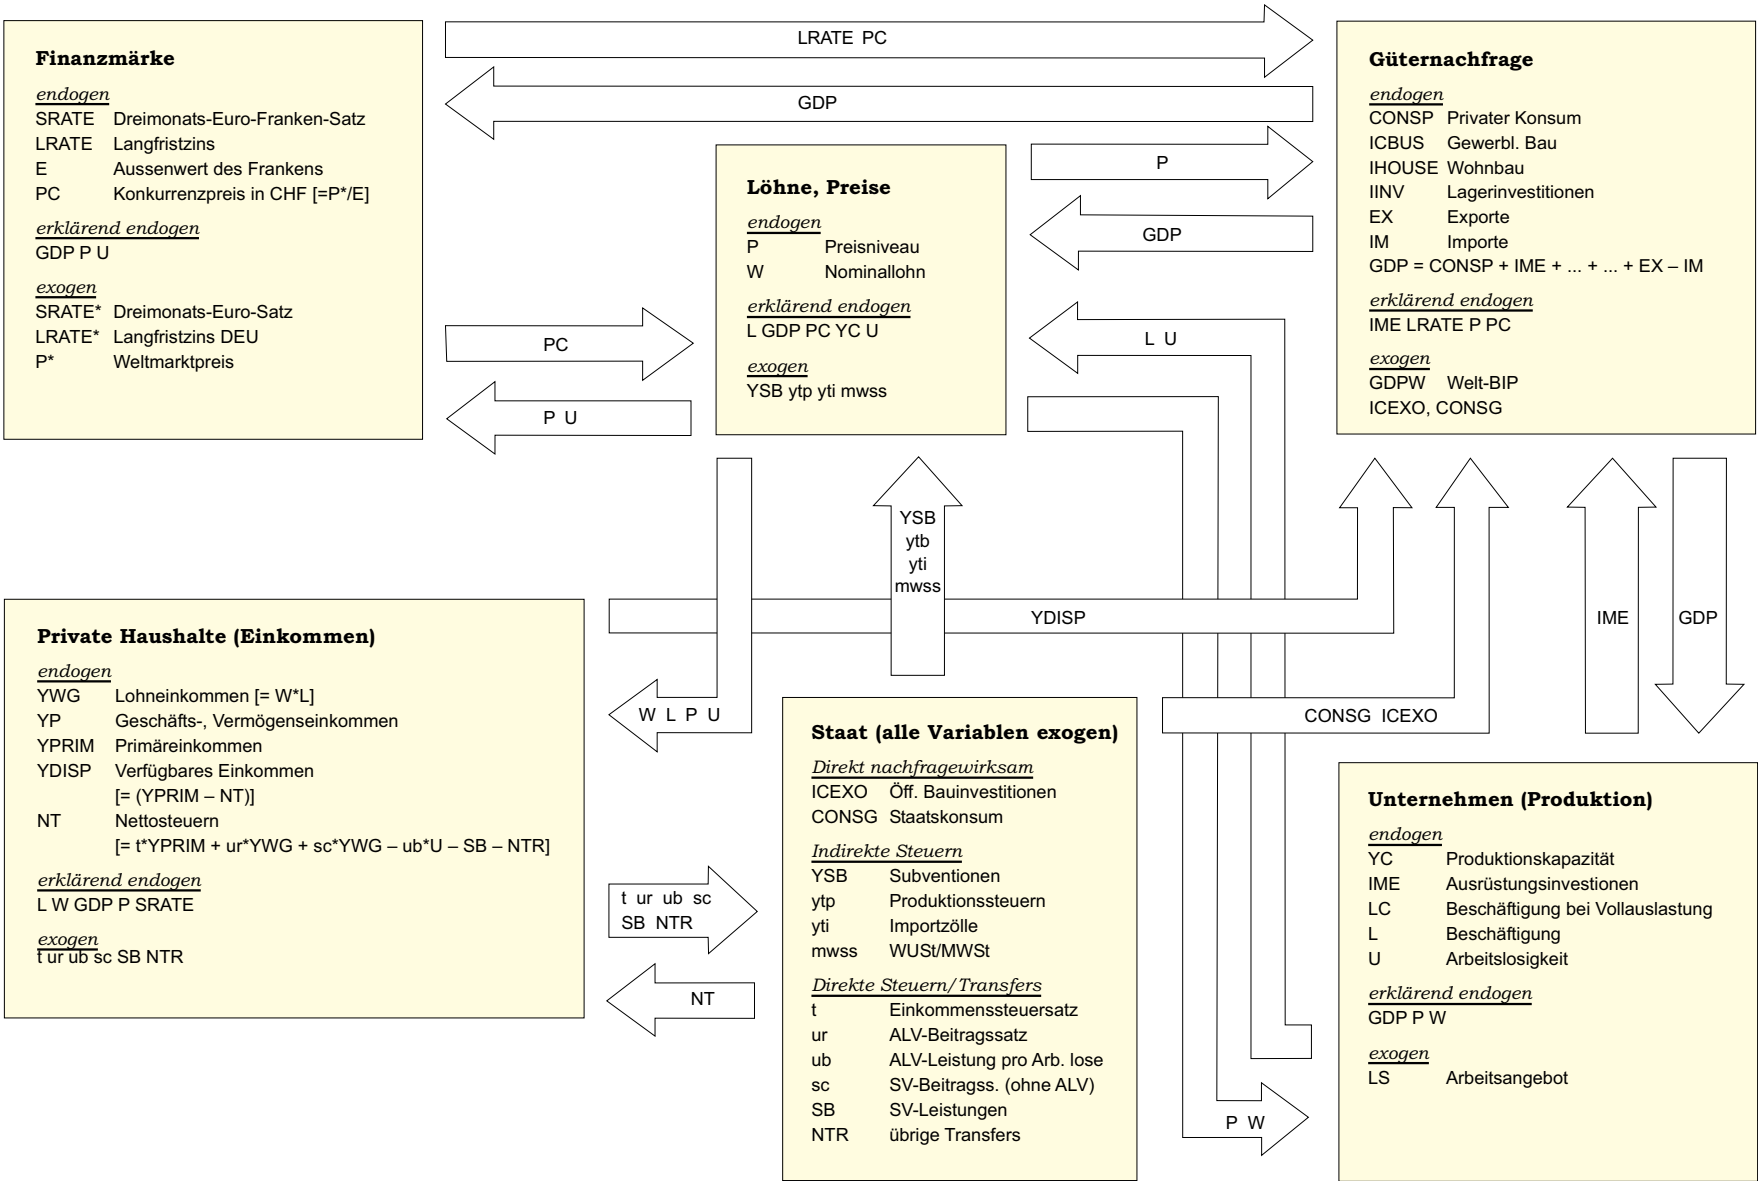 LRATE PC
GDP
Finanzmärke
endogen
SRATE Dreimonats-Euro-Franken-Satz
LRATE Langfristzins
E Aussenwert des Frankens
PC Konkurrenzpreis in CHF [=P*/E]
erklärend endogen
GDP P U
exogen
SRATE* Dreimonats-Euro-Satz
LRATE* Langfristzins DEU
P* Weltmarktpreis
PC
P U
Löhne, Preise
endogen
P Preisniveau
W Nominallohn
erklärend endogen
L GDP PC YC U
exogen
YSB ytp yti mwss
P
GDP
L U
Güternachfrage
endogen
CONSP Privater Konsum
ICBUS Gewerbl. Bau
IHOUSE Wohnbau
IINV Lagerinvestitionen
EX Exporte
IM Importe
GDP = CONSP + IME + ... + ... + EX – IM
erklärend endogen
IME LRATE P PC
exogen
GDPW Welt-BIP
ICEXO, CONSG
YSB
ytb
yti
mwss
YDISP
IME
GDP
W L P U
CONSG ICEXO
Private Haushalte (Einkommen)
endogen
YWG Lohneinkommen [= W*L]
YP Geschäfts-, Vermögenseinkommen
YPRIM Primäreinkommen
YDISP Verfügbares Einkommen
[= (YPRIM – NT)]
NT Nettosteuern
[= t*YPRIM + ur*YWG + sc*YWG – ub*U – SB – NTR]
erklärend endogen
L W GDP P SRATE
exogen
t ur ub sc SB NTR
t ur ub sc
SB NTR
NT
Staat (alle Variablen exogen)
Direkt nachfragewirksam
ICEXO Öff. Bauinvestitionen
CONSG Staatskonsum
Indirekte Steuern
YSB Subventionen
ytp Produktionssteuern
yti Importzölle
mwss WUSt/MWSt
Direkte Steuern/Transfers
t Einkommenssteuersatz
ur ALV-Beitragssatz
ub ALV-Leistung pro Arb. lose
sc SV-Beitragss. (ohne ALV)
SB SV-Leistungen
NTR übrige Transfers
P W
Unternehmen (Produktion)
endogen
YC Produktionskapazität
IME Ausrüstungsinvestionen
LC Beschäftigung bei Vollauslastung
L Beschäftigung
U Arbeitslosigkeit
erklärend endogen
GDP P W
exogen
LS Arbeitsangebot